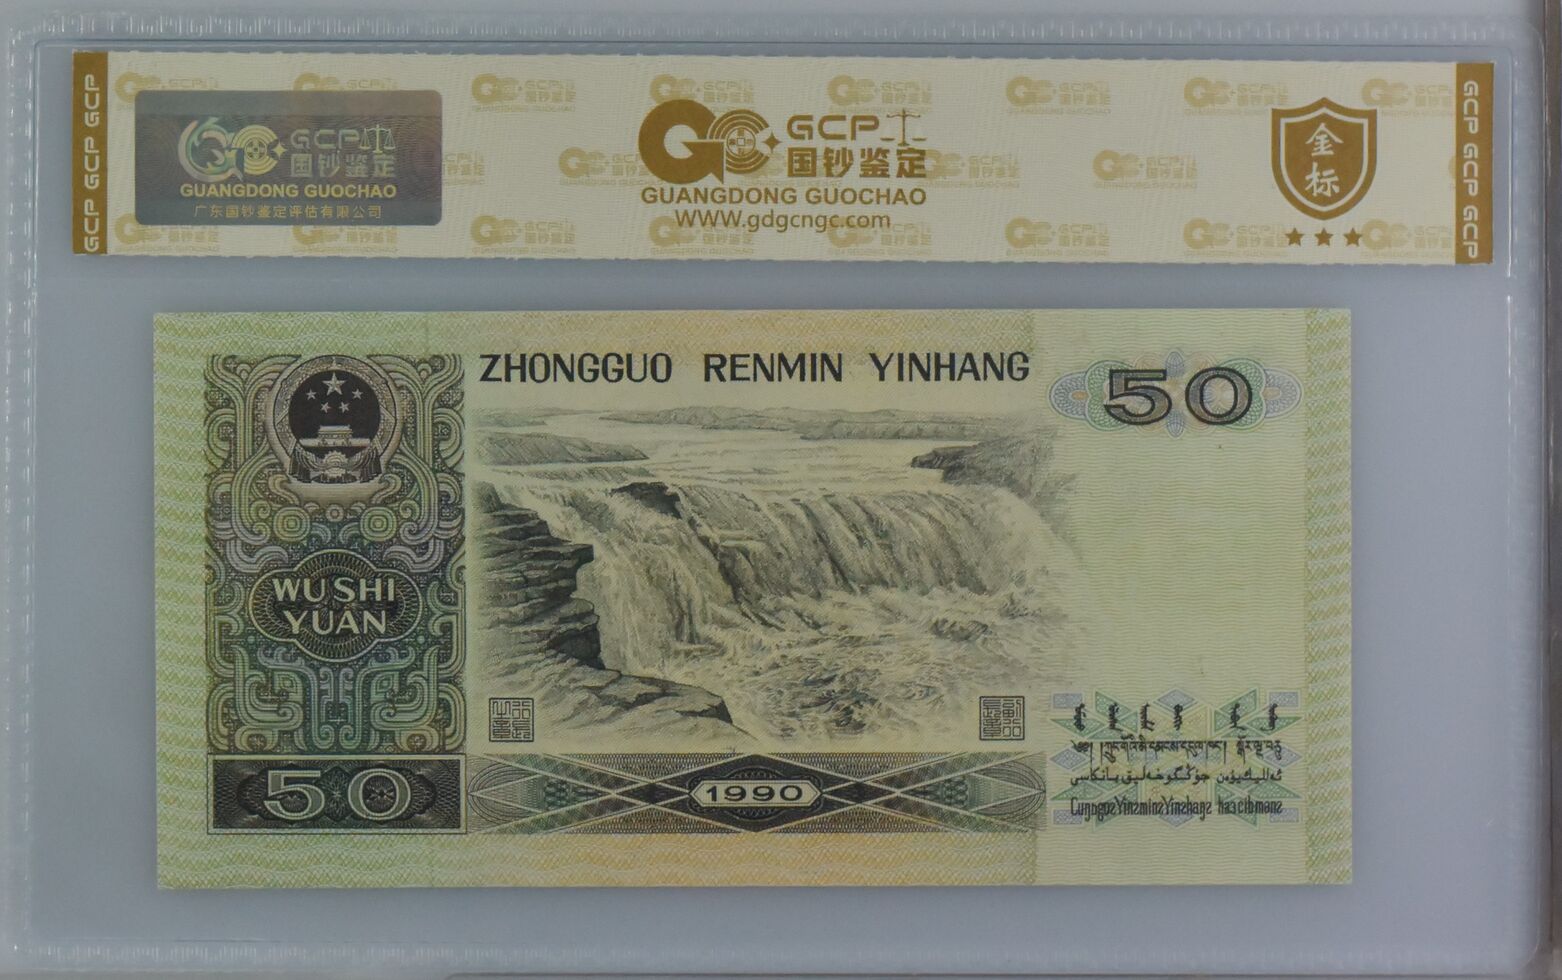 GCP GCP GCP
GCP
国钞鉴定
GUANGDONG GUOCHAO
广东国钞鉴定评估有限公司
GCP
国钞鉴定
GUANGDONG GUOCHAO
WWW.gdgcngc.com
金标
GCP GCP GCP
ZHONGGUO RENMIN YINHANG
50
WU SHI
YUAN
50
1990